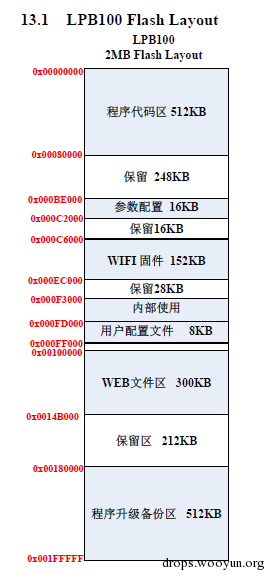 13.1 LPB100 Flash Layout
LPB100
2MB Flash Layout
0x00000000
程序代码区 512KB
0x00080000
保留 248KB
0x000BE000
参数配置 16KB
0x000C2000
保留16KB
0x000C6000
WIFI 固件 152KB
0x000EC000
保留28KB
0x000F3000
内部使用
0x000FD000
用户配置文件 8KB
0x000FF000
0x00100000
WEB文件区 300KB
0x0014B000
保留区 212KB
0x00180000
程序升级备份区 512KB
0x001FFFFF
drops.wooyun.org